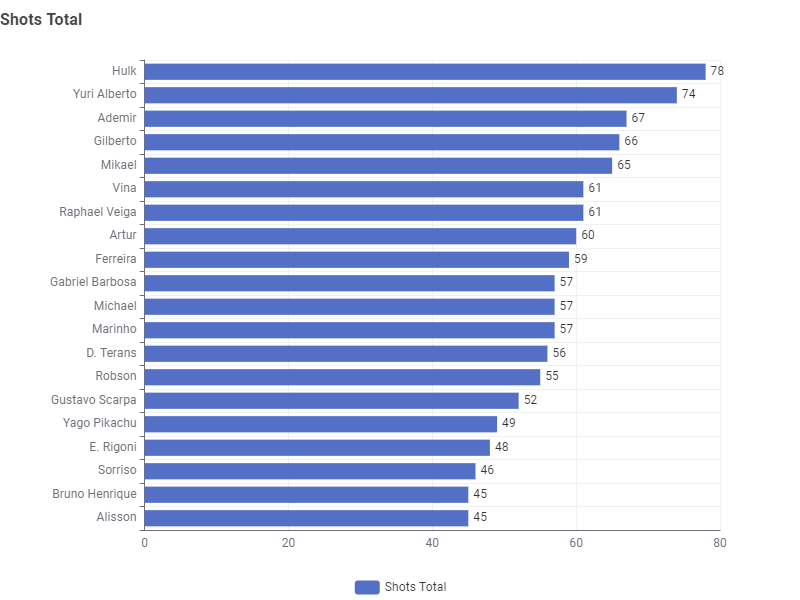 Shots Total
Hulk 78
Yuri Alberto 74
Ademir 67
Gilberto 66
Mikael 65
Vina 61
Raphael Veiga 61
Artur 60
Ferreira 59
Gabriel Barbosa 57
Michael 57
Marinho 57
D. Terans 56
Robson 55
Gustavo Scarpa 52
Yago Pikachu 49
E. Rigoni 48
Sorriso 46
Bruno Henrique 45
Alisson 45
0 20 40 60 80
Shots Total